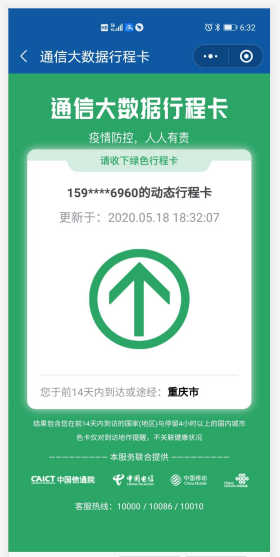 6:32
通信大数据行程卡
通信大数据行程卡
疫情防控，人人有责
请收下绿色行程卡
159****6960的动态行程卡
更新于：2020.05.18 18:32:07
您于前14天内到达或途经：重庆市
结果包含您在前14天内到访的国家(地区)与停留4小时以上的国内城市
色卡仅对到访地作提醒，不关联健康状况
本服务联合提供
CAICT 中国信通院 中国电信 CHINA TELECOM 中国移动 China Mobile
客服热线：10000 / 10086 / 10010